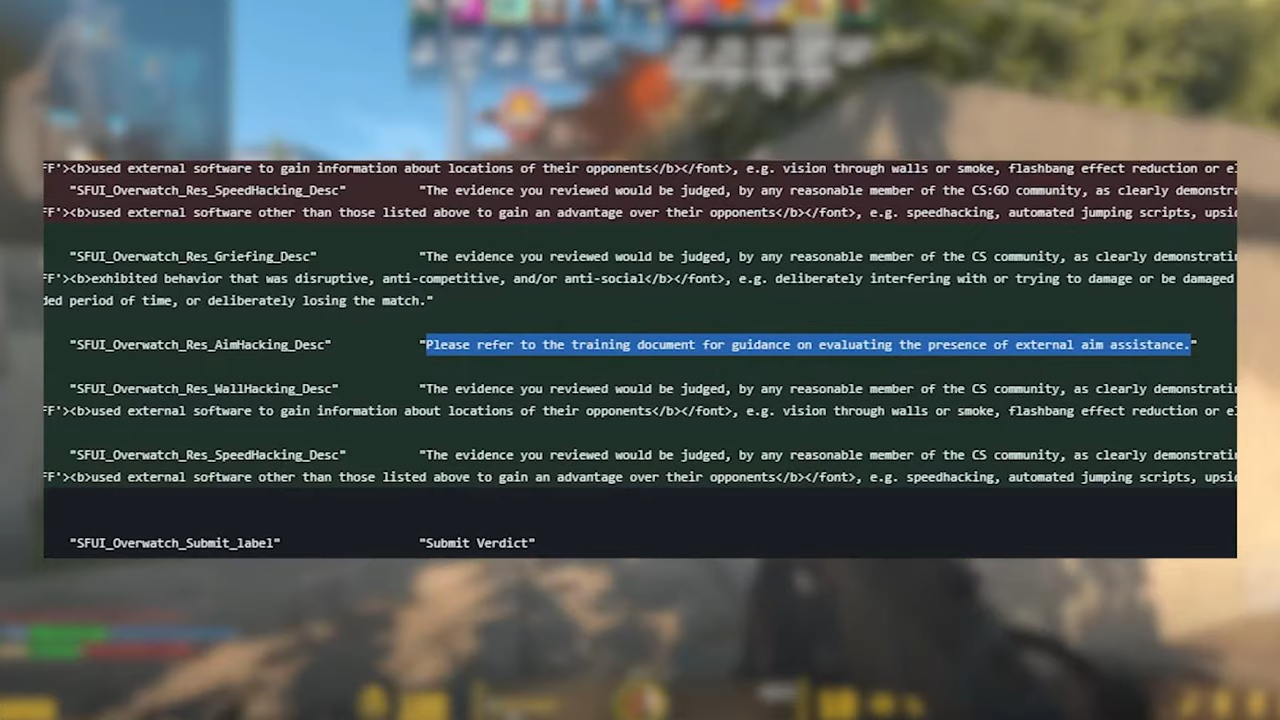 FF'><b>used external software to gain information about locations of their opponents</b></font>, e.g. vision through walls or smoke, flashbang effect reduction or
"SFUI_Overwatch_Res_SpeedHacking_Desc" "The evidence you reviewed would be judged, by any reasonable member of the CS:GO community, as clearly demonstra
FF'><b>used external software other than those listed above to gain an advantage over their opponents</b></font>, e.g. speedhacking, automated jumping scripts,
"SFUI_Overwatch_Res_Griefing_Desc" "The evidence you reviewed would be judged, by any reasonable member of the CS community, as clearly demonstratin
FF'><b>exhibited behavior that was disruptive, anti-competitive, and/or anti-social</b></font>, e.g. deliberately interfering with or trying to damage or be damaged
ded period of time, or deliberately losing the match."
"SFUI_Overwatch_Res_AimHacking_Desc" "Please refer to the training document for guidance on evaluating the presence of external aim assistance."
"SFUI_Overwatch_Res_WallHacking_Desc" "The evidence you reviewed would be judged, by any reasonable member of the CS community, as clearly demonstratin
FF'><b>used external software to gain information about locations of their opponents</b></font>, e.g. vision through walls or smoke, flashbang effect reduction or
"SFUI_Overwatch_Res_SpeedHacking_Desc" "The evidence you reviewed would be judged, by any reasonable member of the CS community, as clearly demonstratin
FF'><b>used external software other than those listed above to gain an advantage over their opponents</b></font>, e.g. speedhacking, automated jumping scripts,
"SFUI_Overwatch_Submit_label" "Submit Verdict"